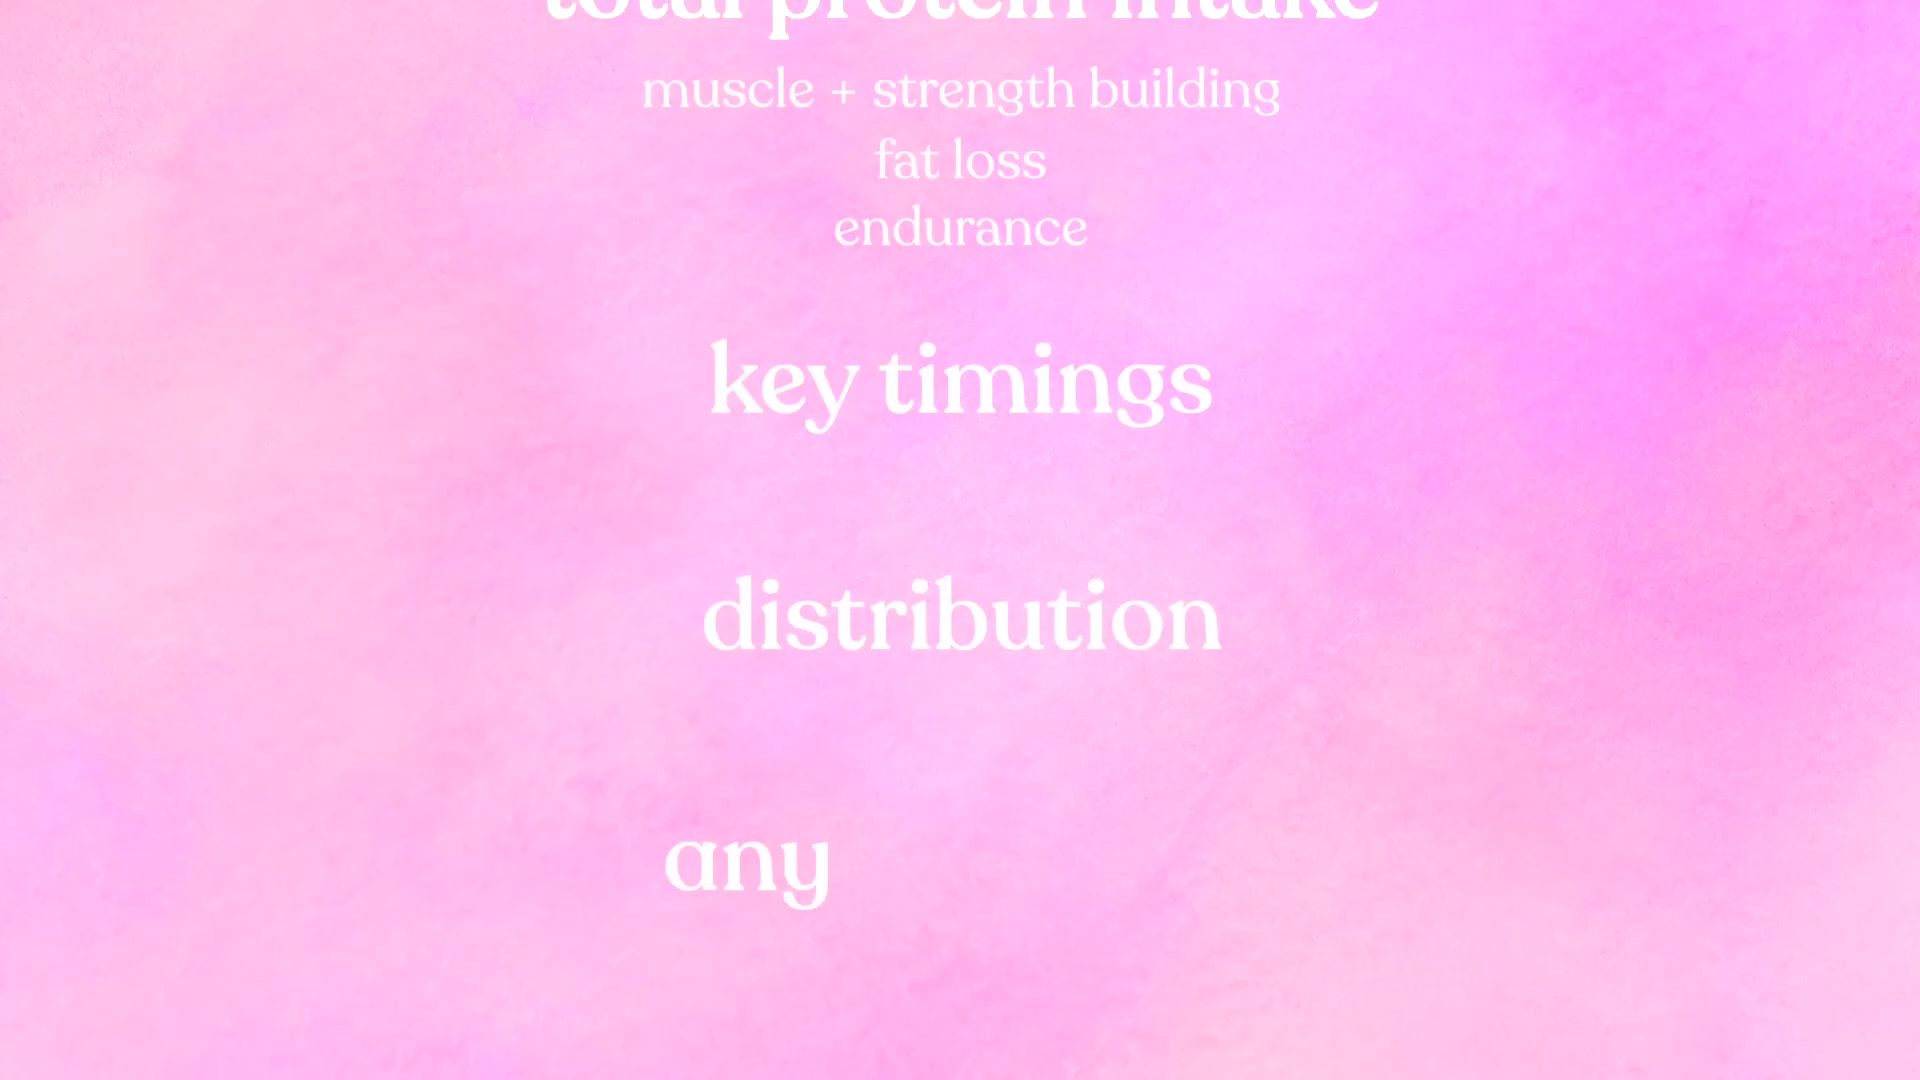 total protein intake
muscle + strength building
fat loss
endurance
key timings
distribution
any